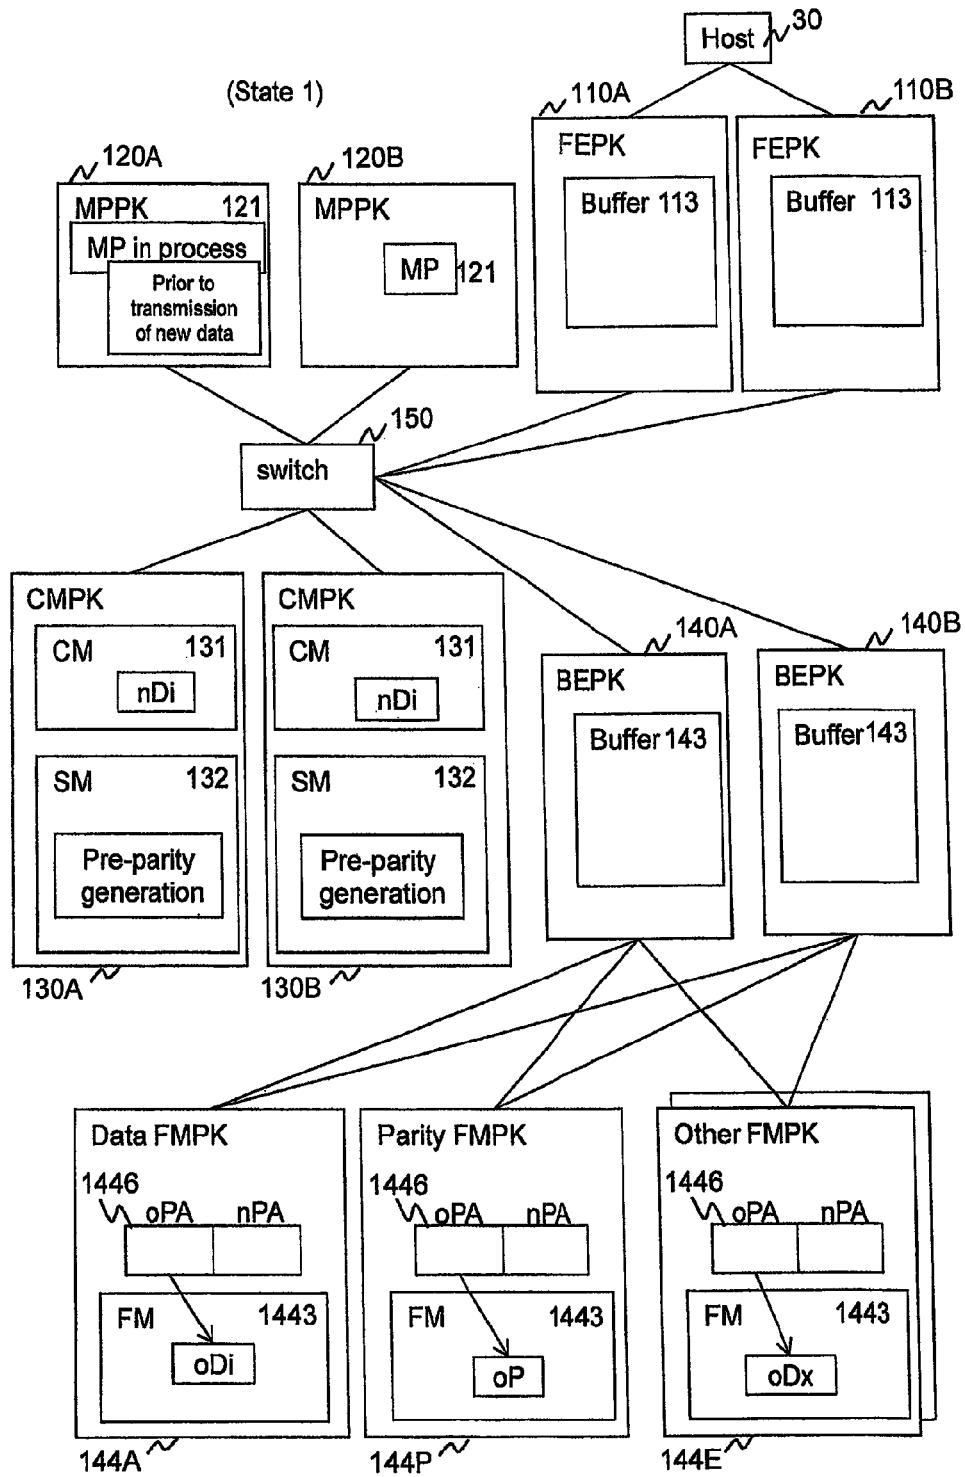 Host
30
(State 1)
110A
110B
FEPK
Buffer 113
FEPK
Buffer 113
120A
120B
MPPK
121
MP in process
Prior to
transmission
of new data
MPPK
MP
121
150
switch
CMPK
CM
131
nDi
SM
132
Pre-parity
generation
130A
CMPK
CM
131
nDi
SM
132
Pre-parity
generation
130B
140A
BEPK
Buffer 143
140B
BEPK
Buffer 143
Data FMPK
1446
oPA
nPA
FM
1443
oDi
144A
Parity FMPK
1446
oPA
nPA
FM
1443
oP
144P
Other FMPK
1446
oPA
nPA
FM
1443
oDx
144E